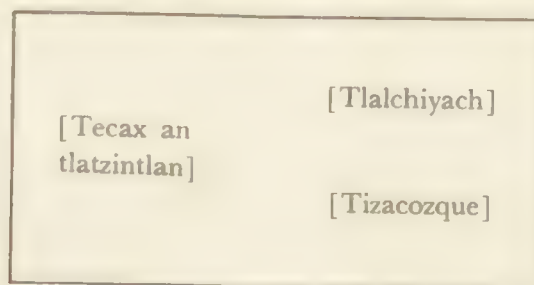 [Tlalchiyach]
[Tecax an
tlatzintlan]
[Tizacozque]